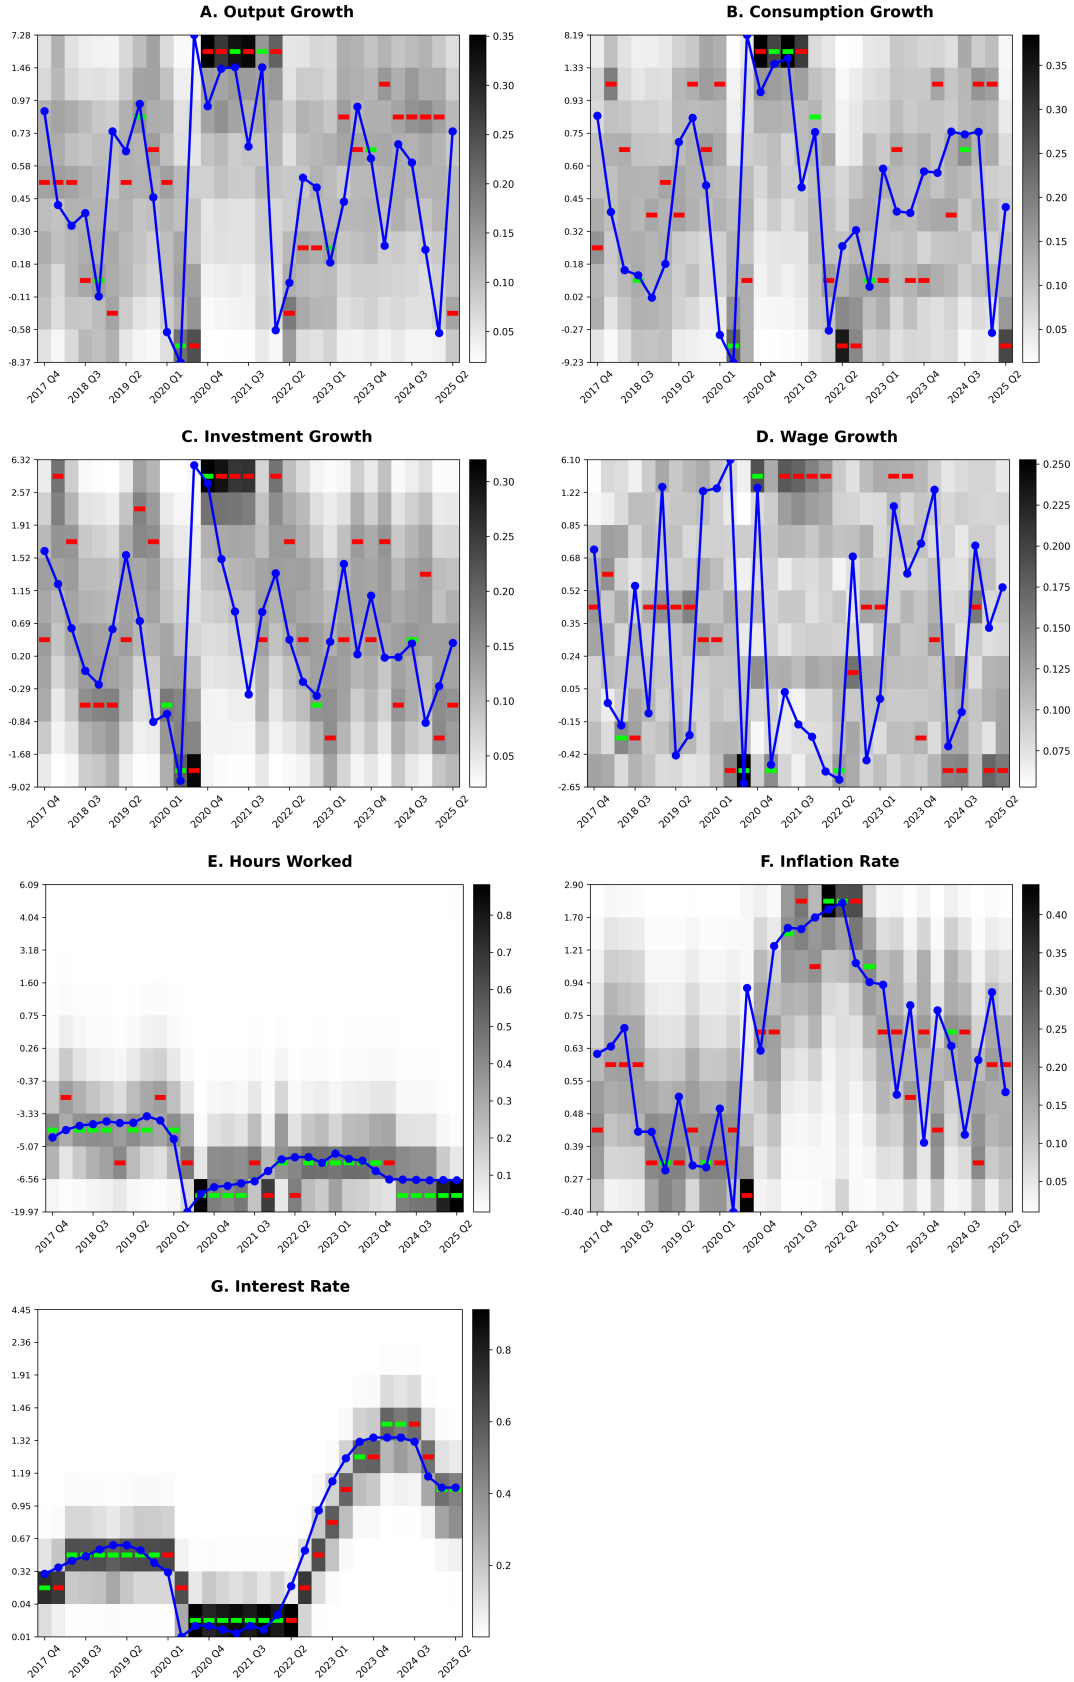 A. Output Growth
7.28
1.46
0.97
0.73
0.58
0.45
0.30
0.18
-0.11
-0.58
-8.37
0.35
0.30
0.25
0.20
0.15
0.10
0.05
2017 Q4
2018 Q3
2019 Q2
2020 Q1
2020 Q4
2021 Q3
2022 Q2
2023 Q1
2023 Q4
2024 Q3
2025 Q2
B. Consumption Growth
8.19
1.33
0.93
0.75
0.60
0.45
0.32
0.18
0.02
-0.27
-9.23
0.35
0.30
0.25
0.20
0.15
0.10
0.05
2017 Q4
2018 Q3
2019 Q2
2020 Q1
2020 Q4
2021 Q3
2022 Q2
2023 Q1
2023 Q4
2024 Q3
2025 Q2
C. Investment Growth
6.32
2.57
1.91
1.52
1.15
0.69
0.20
-0.29
-0.84
-1.68
-9.02
0.30
0.25
0.20
0.15
0.10
0.05
2017 Q4
2018 Q3
2019 Q2
2020 Q1
2020 Q4
2021 Q3
2022 Q2
2023 Q1
2023 Q4
2024 Q3
2025 Q2
D. Wage Growth
6.10
1.22
0.85
0.68
0.52
0.35
0.24
0.05
-0.15
-0.42
-2.65
0.250
0.225
0.200
0.175
0.150
0.125
0.100
0.075
2017 Q4
2018 Q3
2019 Q2
2020 Q1
2020 Q4
2021 Q3
2022 Q2
2023 Q1
2023 Q4
2024 Q3
2025 Q2
E. Hours Worked
6.09
4.04
3.18
1.60
0.75
0.26
-0.37
-3.33
-5.07
-6.56
-19.97
0.8
0.7
0.6
0.5
0.4
0.3
0.2
0.1
2017 Q4
2018 Q3
2019 Q2
2020 Q1
2020 Q4
2021 Q3
2022 Q2
2023 Q1
2023 Q4
2024 Q3
2025 Q2
F. Inflation Rate
2.90
1.70
1.21
0.94
0.75
0.63
0.55
0.48
0.39
0.27
-0.40
0.40
0.35
0.30
0.25
0.20
0.15
0.10
0.05
2017 Q4
2018 Q3
2019 Q2
2020 Q1
2020 Q4
2021 Q3
2022 Q2
2023 Q1
2023 Q4
2024 Q3
2025 Q2
G. Interest Rate
4.45
2.36
1.91
1.46
1.32
1.19
0.95
0.67
0.32
0.04
0.01
0.8
0.6
0.4
0.2
2017 Q4
2018 Q3
2019 Q2
2020 Q1
2020 Q4
2021 Q3
2022 Q2
2023 Q1
2023 Q4
2024 Q3
2025 Q2